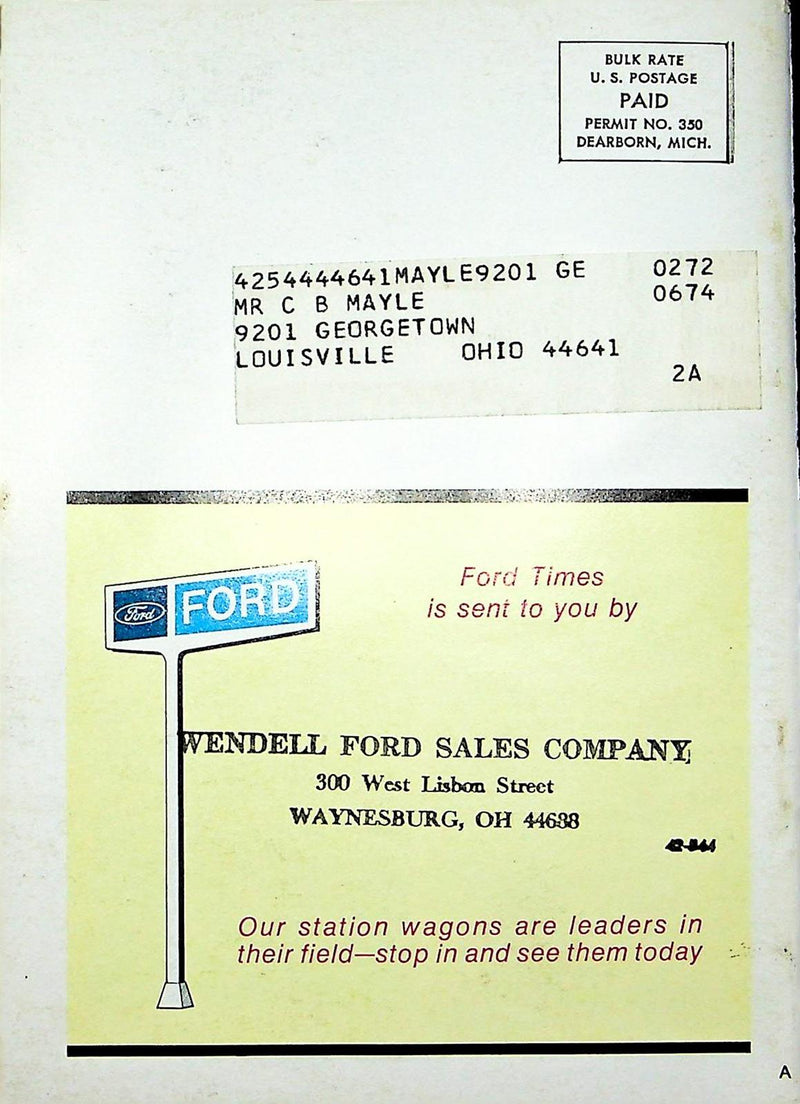 BULK RATE
U. S. POSTAGE
PAID
PERMIT NO. 350
DEARBORN, MICH.
4254444641MAYLE9201 GE 0272
MR C B MAYLE 0674
9201 GEORGETOWN
LOUISVILLE OHIO 44641
2A
Ford FORD
Ford Times
is sent to you by
WENDELL FORD SALES COMPANY
300 West Lisbon Street
WAYNESBURG, OH 44688
Our station wagons are leaders in
their field—stop in and see them today
A